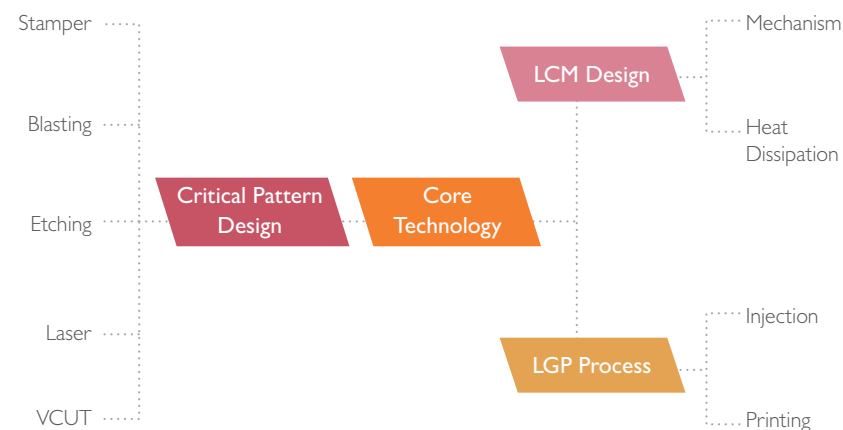 Stamper
Blasting
Etching
Laser
VCUT
Critical Pattern
Design
Core
Technology
LCM Design
Mechanism
Heat
Dissipation
LGP Process
Injection
Printing